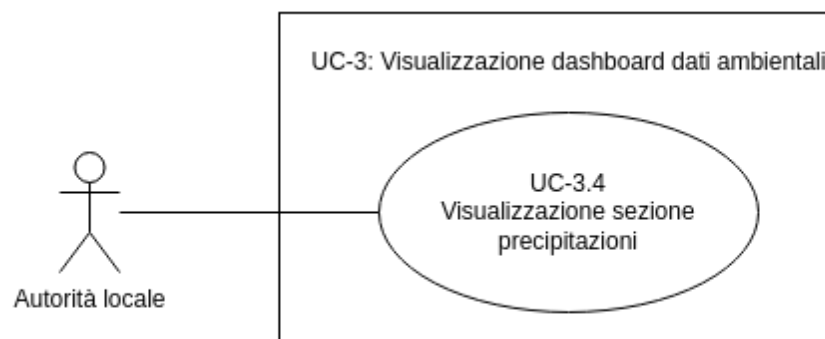 UC-3: Visualizzazione dashboard dati ambientali
UC-3.4
Visualizzazione sezione
precipitazioni
Autorità locale